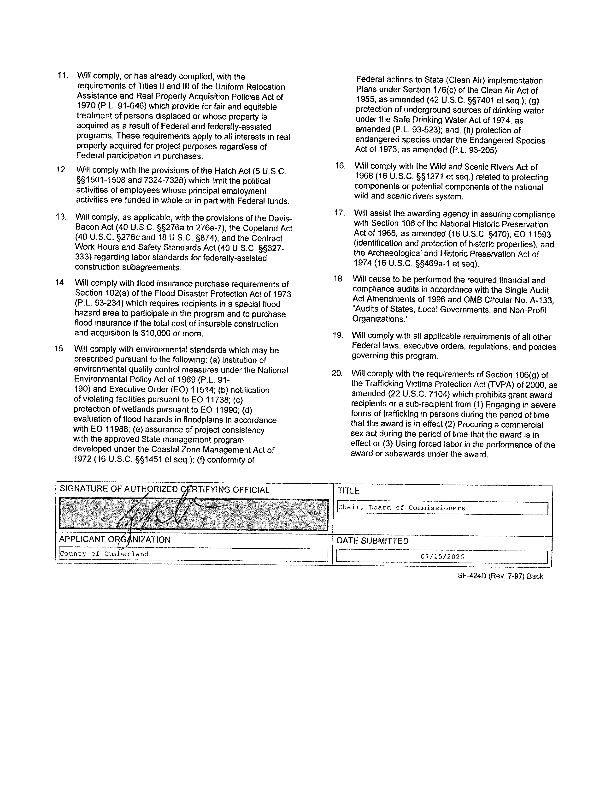 11. Will comply, or has already complied, with the
requirements of Titles II and III of the Uniform Relocation
Assistance and Real Property Acquisition Policies Act of
1970 (P.L. 91-646) which provide for fair and equitable
treatment of persons displaced or whose property is
acquired as a result of Federal and federally-assisted
programs. These requirements apply to all interests in real
property acquired for project purposes regardless of
Federal participation in purchases.
12. Will comply with the provisions of the Hatch Act (5 U.S.C.
§§1501-1508 and 7324-7328) which limit the political
activities of employees whose principal employment
activities are funded in whole or in part with Federal funds.
13. Will comply, as applicable, with the provisions of the Davis-
Bacon Act (40 U.S.C. §§276a to 276a-7), the Copeland Act
(40 U.S.C. §276c and 18 U.S.C. §874), and the Contract
Work Hours and Safety Standards Act (40 U.S.C. §§327-
333) regarding labor standards for federally-assisted
construction subagreements.
14. Will comply with flood insurance purchase requirements of
Section 102(a) of the Flood Disaster Protection Act of 1973
(P.L. 93-234) which requires recipients in a special flood
hazard area to participate in the program and to purchase
flood insurance if the total cost of insurable construction
and acquisition is $10,000 or more.
15. Will comply with environmental standards which may be
prescribed pursuant to the following: (a) institution of
environmental quality control measures under the National
Environmental Policy Act of 1969 (P.L. 91-
190) and Executive Order (EO) 11514; (b) notification
of violating facilities pursuant to EO 11738; (c)
protection of wetlands pursuant to EO 11990; (d)
evaluation of flood hazards in floodplains in accordance
with EO 11988; (e) assurance of project consistency
with the approved State management program
developed under the Coastal Zone Management Act of
1972 (16 U.S.C. §§1451 et seq.); (f) conformity of
Federal actions to State (Clean Air) implementation
Plans under Section 176(c) of the Clean Air Act of
1955, as amended (42 U.S.C. §§7401 et seq.), (g)
protection of underground sources of drinking water
under the Safe Drinking Water Act of 1974, as
amended (P.L. 93-523); and, (h) protection of
endangered species under the Endangered Species
Act of 1973, as amended (P.L. 93-205).
16. Will comply with the Wild and Scenic Rivers Act of
1968 (16 U.S.C. §§1271 et seq.) related to protecting
components or potential components of the national
wild and scenic rivers system.
17. Will assist the awarding agency in assuring compliance
with Section 106 of the National Historic Preservation
Act of 1966, as amended (16 U.S.C. §470), EO 11593
(identification and protection of historic properties), and
the Archaeological and Historic Preservation Act of
1974 (16 U.S.C. §§469a-1 et seq).
18 Will cause to be performed the required financial and
compliance audits in accordance with the Single Audit
Act Amendments of 1996 and OMB Circular No. A-133,
"Audits of States, Local Governments, and Non-Profit
Organizations."
19. Will comply with all applicable requirements of all other
Federal laws, executive orders, regulations, and policies
governing this program.
20. Will comply with the requirements of Section 106(g) of
the Trafficking Victims Protection Act (TVPA) of 2000, as
amended (22 U.S.C. 7104) which prohibits grant award
recipients or a sub-recipient from (1) Engaging in severe
forms of trafficking in persons during the period of time
that the award is in effect (2) Procuring a commercial
sex act during the period of time that the award is in
effect or (3) Using forced labor in the performance of the
award or subawards under the award.
SIGNATURE OF AUTHORIZED CERTIFYING OFFICIAL
TITLE
Chair, Board of Commissioners
APPLICANT ORGANIZATION
DATE SUBMITTED
County of Cumberland
07/15/2025
SF-424D (Rev. 7-97) Back